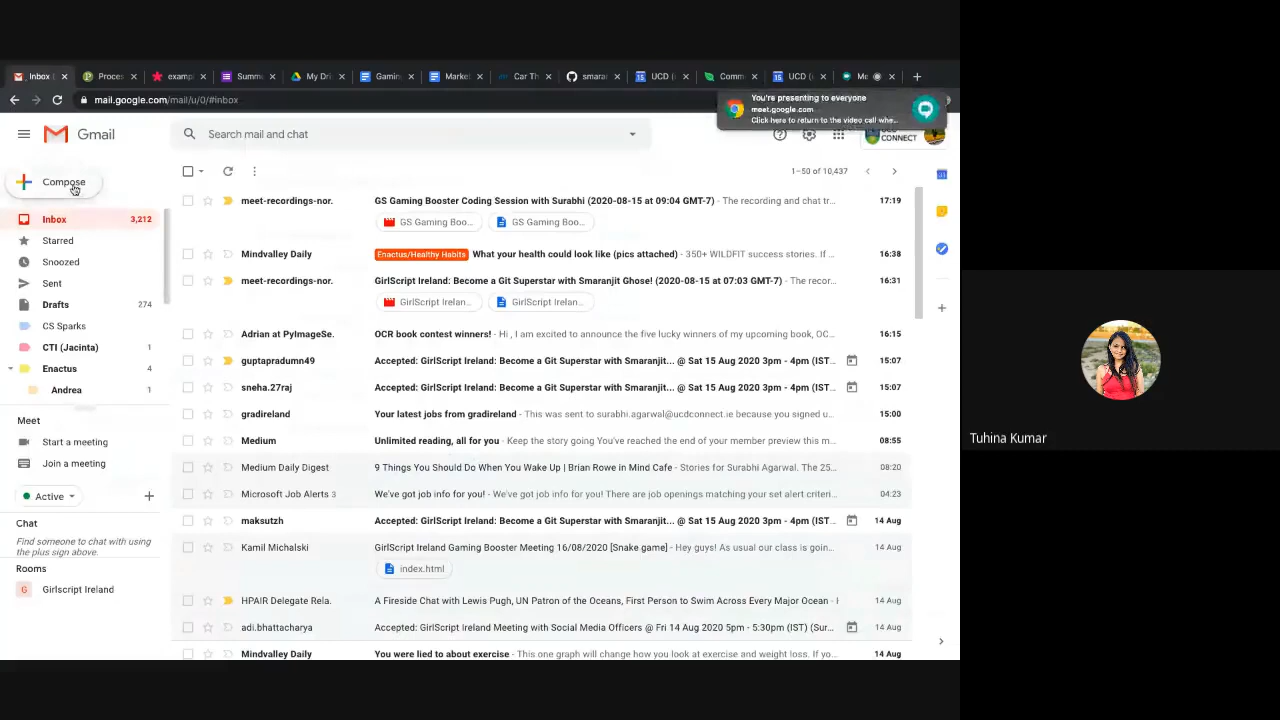 Inbox (
Proces
exampl
Summe
My Dri
Gamin
Market
Car Th
smaran
UCD (
Comm
UCD (
Me
mail.google.com/mail/u/0/#inbox
You're presenting to everyone
meet.google.com
Click here to return to the video call whe...
Gmail
Search mail and chat
CONNECT
Compose
1–50 of 10,437
Inbox 3,212
Starred
Snoozed
Sent
Drafts 274
CS Sparks
CTI (Jacinta) 1
Enactus 4
Andrea 1
Meet
Start a meeting
Join a meeting
Active
Chat
Find someone to chat with using
the plus sign above.
Rooms
G Girlscript Ireland
meet-recordings-nor. GS Gaming Booster Coding Session with Surabhi (2020-08-15 at 09:04 GMT-7) - The recording and chat tr... 17:19
GS Gaming Boo... GS Gaming Boo...
Mindvalley Daily Enactus/Healthy Habits What your health could look like (pics attached) - 350+ WILDFIT success stories. If ... 16:38
meet-recordings-nor. GirlScript Ireland: Become a Git Superstar with Smaranjit Ghose! (2020-08-15 at 07:03 GMT-7) - The recor... 16:31
GirlScript Irelan... GirlScript Irelan...
Adrian at PyImageSe. OCR book contest winners! - Hi , I am excited to announce the five lucky winners of my upcoming book, OC... 16:15
guptapradumn49 Accepted: GirlScript Ireland: Become a Git Superstar with Smaranjit... @ Sat 15 Aug 2020 3pm - 4pm (IST... 15:07
sneha.27raj Accepted: GirlScript Ireland: Become a Git Superstar with Smaranjit... @ Sat 15 Aug 2020 3pm - 4pm (IST... 15:07
gradireland Your latest jobs from gradireland - This was sent to surabhi.agarwal@ucdconnect.ie because you signed u... 15:00
Medium Unlimited reading, all for you - Keep the story going You've reached the end of your member preview this m... 08:55
Medium Daily Digest 9 Things You Should Do When You Wake Up | Brian Rowe in Mind Cafe - Stories for Surabhi Agarwal. The 25... 08:20
Microsoft Job Alerts 3 We've got job info for you! - We've got job info for you! There are job openings matching your set alert criteri... 04:23
maksutzh Accepted: GirlScript Ireland: Become a Git Superstar with Smaranjit... @ Sat 15 Aug 2020 3pm - 4pm (IST... 14 Aug
Kamil Michalski GirlScript Ireland Gaming Booster Meeting 16/08/2020 [Snake game] - Hey guys! As usual our class is goin... 14 Aug
index.html
HPAIR Delegate Rela. A Fireside Chat with Lewis Pugh, UN Patron of the Oceans, First Person to Swim Across Every Major Ocean - 14 Aug
adi.bhattacharya Accepted: GirlScript Ireland Meeting with Social Media Officers @ Fri 14 Aug 2020 5pm - 5:30pm (IST) (Sur... 14 Aug
Mindvalley Daily You were lied to about exercise - This one graph will change how you look at exercise and weight loss. If yo... 14 Aug
Tuhina Kumar